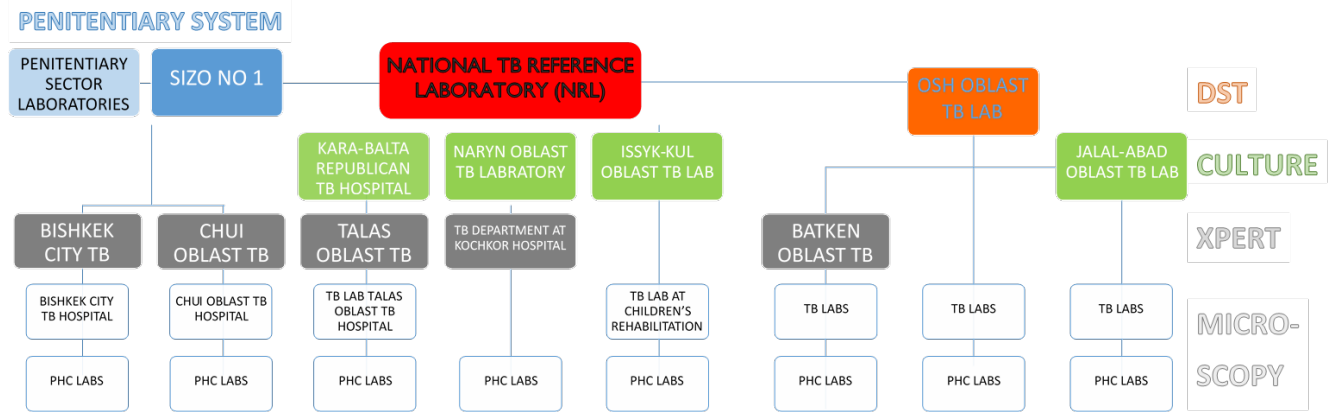 PENITENTIARY SYSTEM
PENITENTIARY
SECTOR
LABORATORIES
SIZO NO 1
NATIONAL TB REFERENCE
LABORATORY (NRL)
OSH OBLAST
TB LAB
DST
KARA-BALTA
REPUBLICAN
TB HOSPITAL
NARYN OBLAST
TB LABRATORY
ISSYK-KUL
OBLAST TB LAB
JALAL-ABAD
OBLAST TB LAB
CULTURE
BISHKEK
CITY TB
CHUI
OBLAST TB
TALAS
OBLAST TB
TB DEPARTMENT AT
KOCHKOR HOSPITAL
BATKEN
OBLAST TB
XPERT
BISHKEK CITY
TB HOSPITAL
CHUI OBLAST TB
HOSPITAL
TB LAB TALAS
OBLAST TB
HOSPITAL
TB LAB AT
CHILDREN'S
REHABILITATION
TB LABS
TB LABS
TB LABS
MICRO-
SCOPY
PHC LABS
PHC LABS
PHC LABS
PHC LABS
PHC LABS
PHC LABS
PHC LABS
PHC LABS